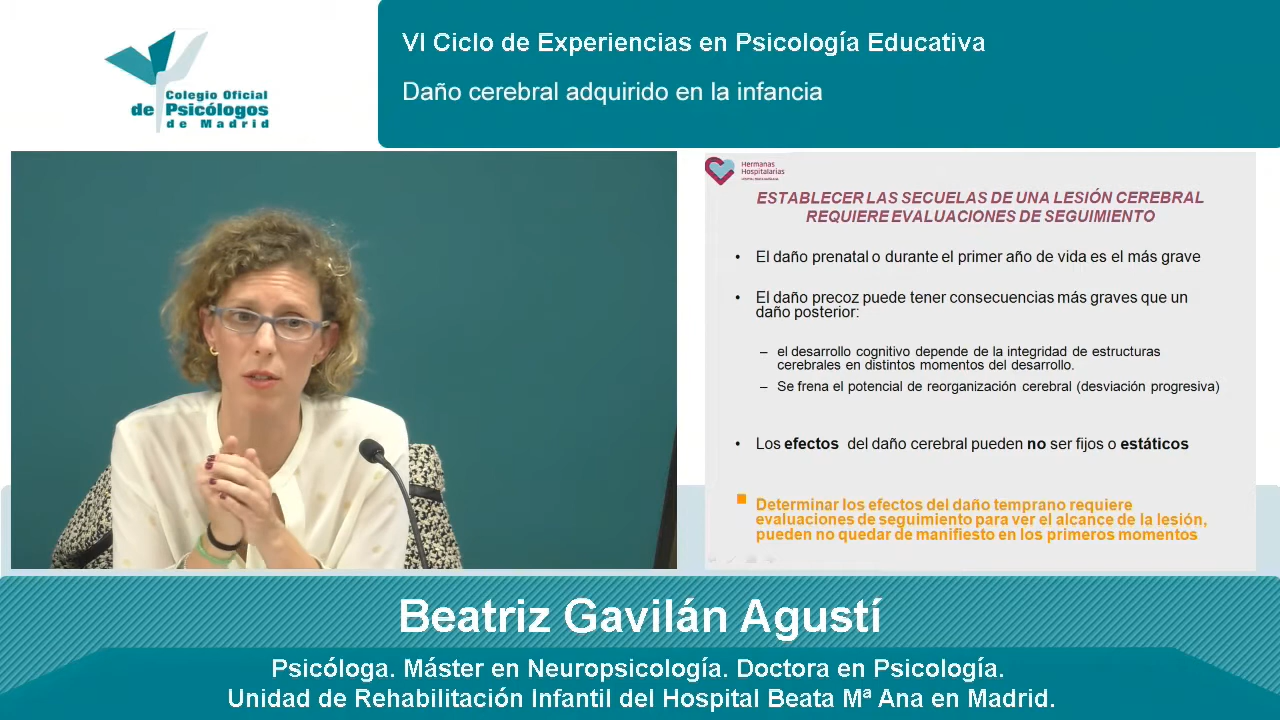 Colegio Oficial
de Psicólogos
de Madrid
VI Ciclo de Experiencias en Psicología Educativa
Daño cerebral adquirido en la infancia
Hermanas
Hospitalarias
ESTABLECER LAS SECUELAS DE UNA LESIÓN CEREBRAL
REQUIERE EVALUACIONES DE SEGUIMIENTO
• El daño prenatal o durante el primer año de vida es el más grave
• El daño precoz puede tener consecuencias más graves que un
daño posterior:
– el desarrollo cognitivo depende de la integridad de estructuras
cerebrales en distintos momentos del desarrollo.
– Se frena el potencial de reorganización cerebral (desviación progresiva)
• Los efectos del daño cerebral pueden no ser fijos o estáticos
Determinar los efectos del daño temprano requiere
evaluaciones de seguimiento para ver el alcance de la lesión,
pueden no quedar de manifiesto en los primeros momentos
Beatriz Gavilán Agustí
Psicóloga. Máster en Neuropsicología. Doctora en Psicología.
Unidad de Rehabilitación Infantil del Hospital Beata Mª Ana en Madrid.